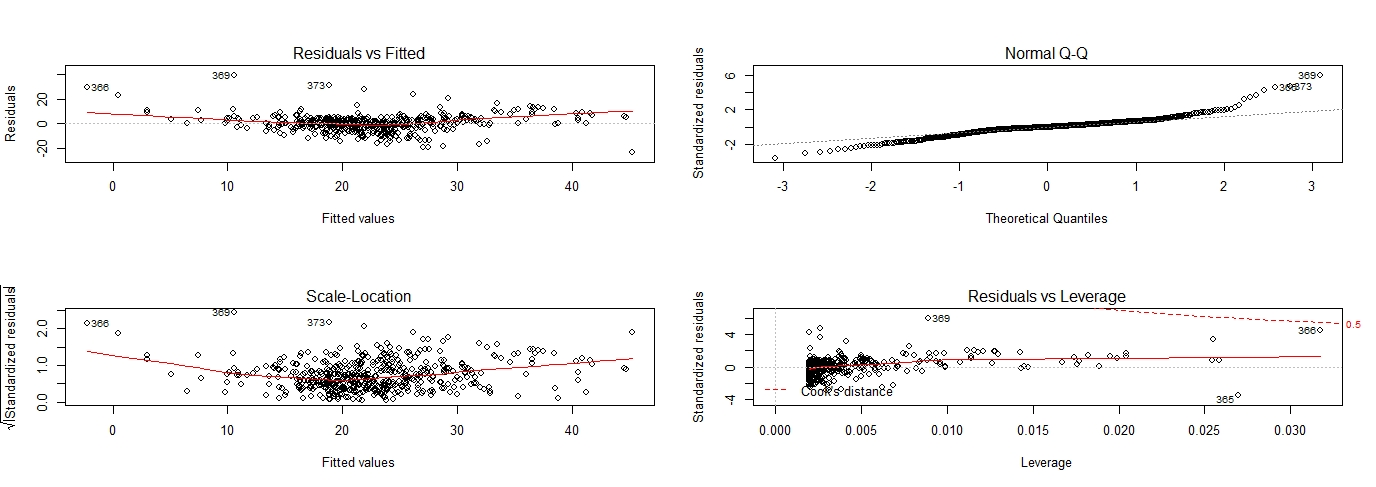 Residuals vs Fitted
Residuals
20
0
-20
366
369
373
0 10 20 30 40
Fitted values
Normal Q-Q
Standardized residuals
6
2
-2
369
373
-3 -2 -1 0 1 2 3
Theoretical Quantiles
Scale-Location
√|Standardized residuals|
2.0
1.0
0.0
366
369
373
0 10 20 30 40
Fitted values
Residuals vs Leverage
Standardized residuals
4
0
-4
369
366
365
0.5
Cook's distance
0.000 0.005 0.010 0.015 0.020 0.025 0.030
Leverage